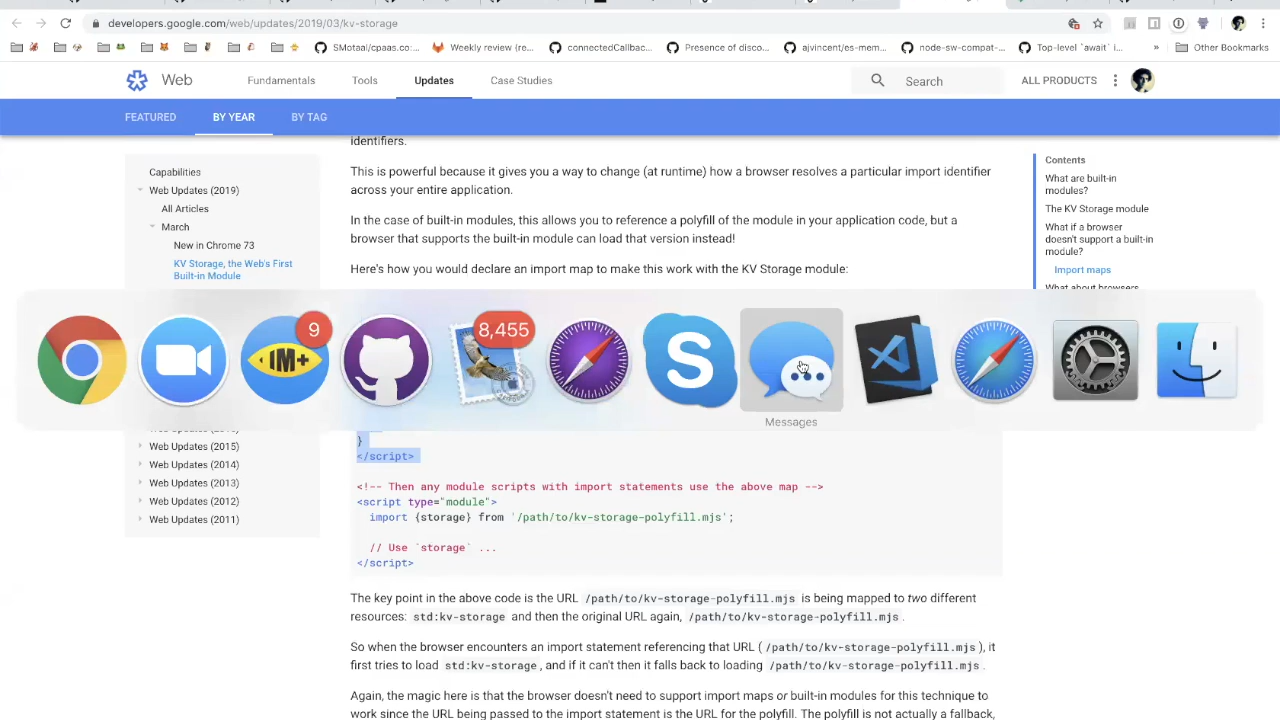 developers.google.com/web/updates/2019/03/kv-storage
SMotaal/cpaas.co:...
Weekly review (re...
connectedCallbac...
Presence of disco...
ajvincent/es-mem...
node-sw-compat-...
Top-level `await` i...
»
Other Bookmarks
Web
Fundamentals
Tools
Updates
Case Studies
Search
ALL PRODUCTS
FEATURED
BY YEAR
BY TAG
identifiers.
This is powerful because it gives you a way to change (at runtime) how a browser resolves a particular import identifier
across your entire application.
In the case of built-in modules, this allows you to reference a polyfill of the module in your application code, but a
browser that supports the built-in module can load that version instead!
Here's how you would declare an import map to make this work with the KV Storage module:
Capabilities
Web Updates (2019)
All Articles
March
New in Chrome 73
KV Storage, the Web's First
Built-in Module
Contents
What are built-in
modules?
The KV Storage module
What if a browser
doesn't support a built-in
module?
Import maps
What about browsers
9
IM+
8,455
S
Messages
Web Updates (2015)
Web Updates (2014)
Web Updates (2013)
Web Updates (2012)
Web Updates (2011)
}
</script>
<!-- Then any module scripts with import statements use the above map -->
<script type="module">
import {storage} from '/path/to/kv-storage-polyfill.mjs';
// Use `storage` ...
</script>
The key point in the above code is the URL /path/to/kv-storage-polyfill.mjs is being mapped to two different
resources: std:kv-storage and then the original URL again, /path/to/kv-storage-polyfill.mjs .
So when the browser encounters an import statement referencing that URL ( /path/to/kv-storage-polyfill.mjs ), it
first tries to load std:kv-storage , and if it can't then it falls back to loading /path/to/kv-storage-polyfill.mjs .
Again, the magic here is that the browser doesn't need to support import maps or built-in modules for this technique to
work since the URL being passed to the import statement is the URL for the polyfill. The polyfill is not actually a fallback,